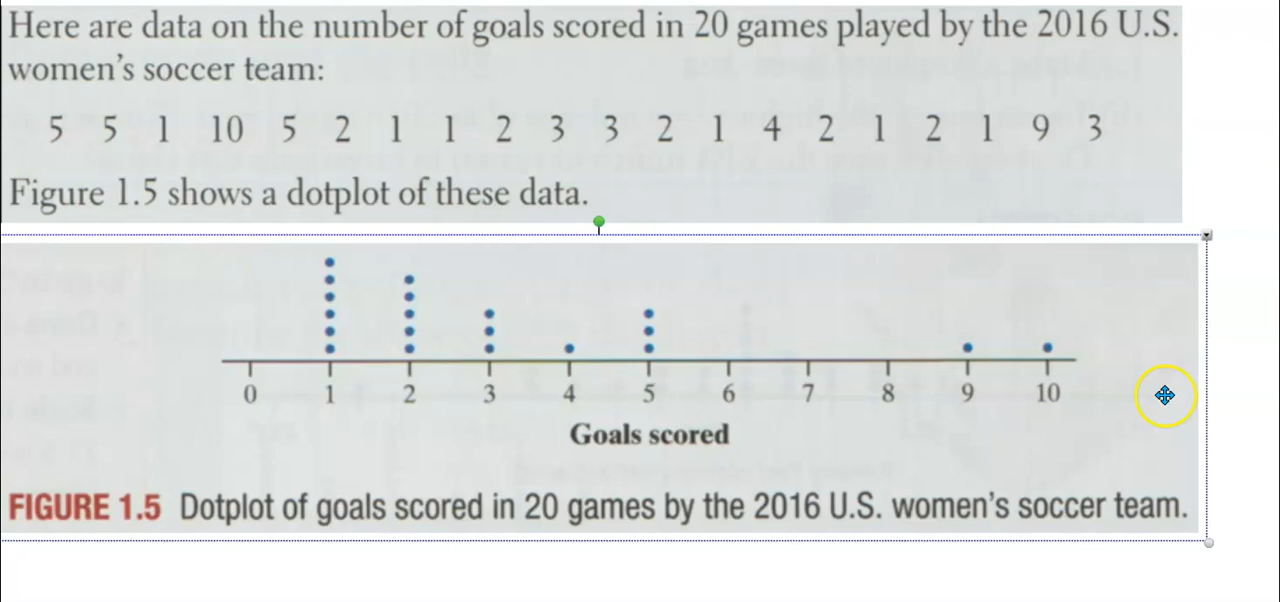 Here are data on the number of goals scored in 20 games played by the 2016 U.S.
women's soccer team:
5 5 1 10 5 2 1 1 2 3 3 2 1 4 2 1 2 1 9 3
Figure 1.5 shows a dotplot of these data.
0 1 2 3 4 5 6 7 8 9 10
Goals scored
FIGURE 1.5 Dotplot of goals scored in 20 games by the 2016 U.S. women's soccer team.